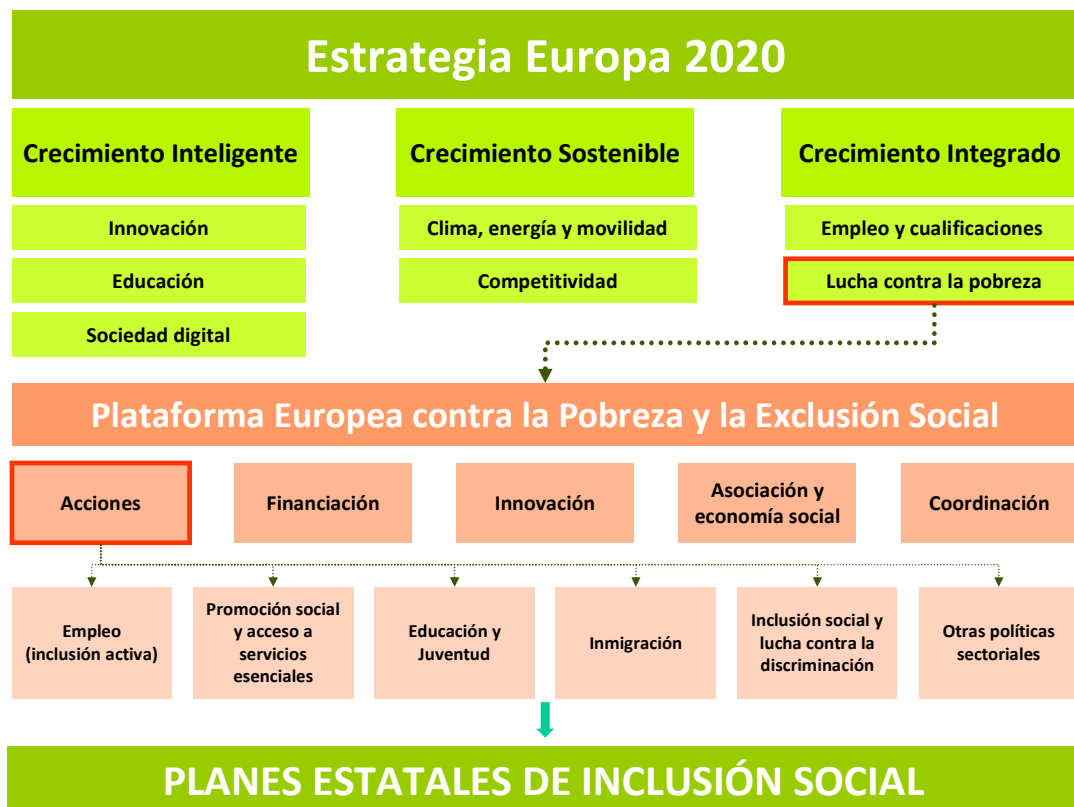 Estrategia Europa 2020
Crecimiento Inteligente
Crecimiento Sostenible
Crecimiento Integrado
Innovación
Clima, energía y movilidad
Empleo y cualificaciones
Educación
Competitividad
Lucha contra la pobreza
Sociedad digital
Plataforma Europea contra la Pobreza y la Exclusión Social
Acciones
Financiación
Innovación
Asociación y
economía social
Coordinación
Empleo
(inclusión activa)
Promoción social
y acceso a
servicios
esenciales
Educación y
Juventud
Inmigración
Inclusión social y
lucha contra la
discriminación
Otras políticas
sectoriales
PLANES ESTATALES DE INCLUSIÓN SOCIAL